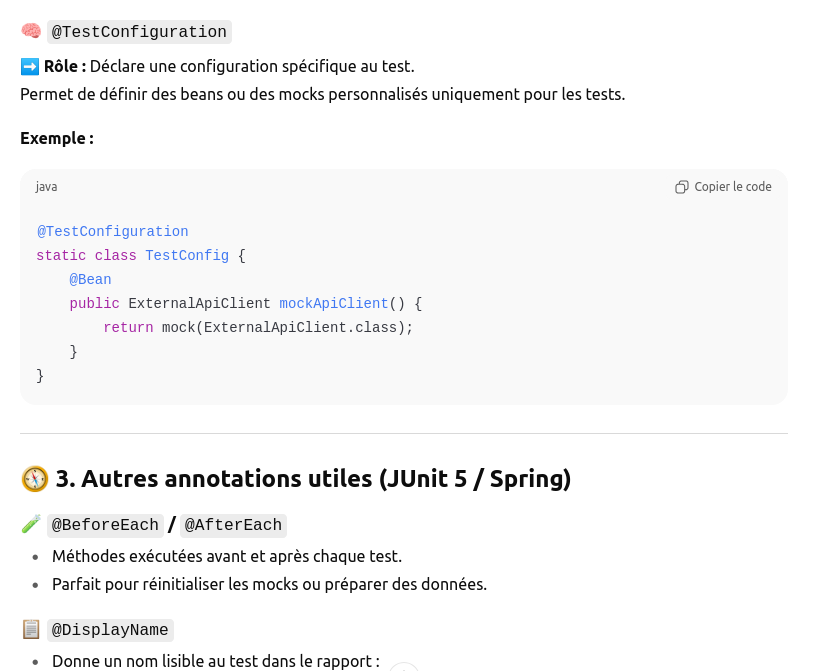 🧠 @TestConfiguration
➡️ Rôle : Déclare une configuration spécifique au test.
Permet de définir des beans ou des mocks personnalisés uniquement pour les tests.
Exemple :
java Copier le code
@TestConfiguration
static class TestConfig {
    @Bean
    public ExternalApiClient mockApiClient() {
        return mock(ExternalApiClient.class);
    }
}
🧭 3. Autres annotations utiles (JUnit 5 / Spring)
🧪 @BeforeEach / @AfterEach
• Méthodes exécutées avant et après chaque test.
• Parfait pour réinitialiser les mocks ou préparer des données.
📋 @DisplayName
• Donne un nom lisible au test dans le rapport :